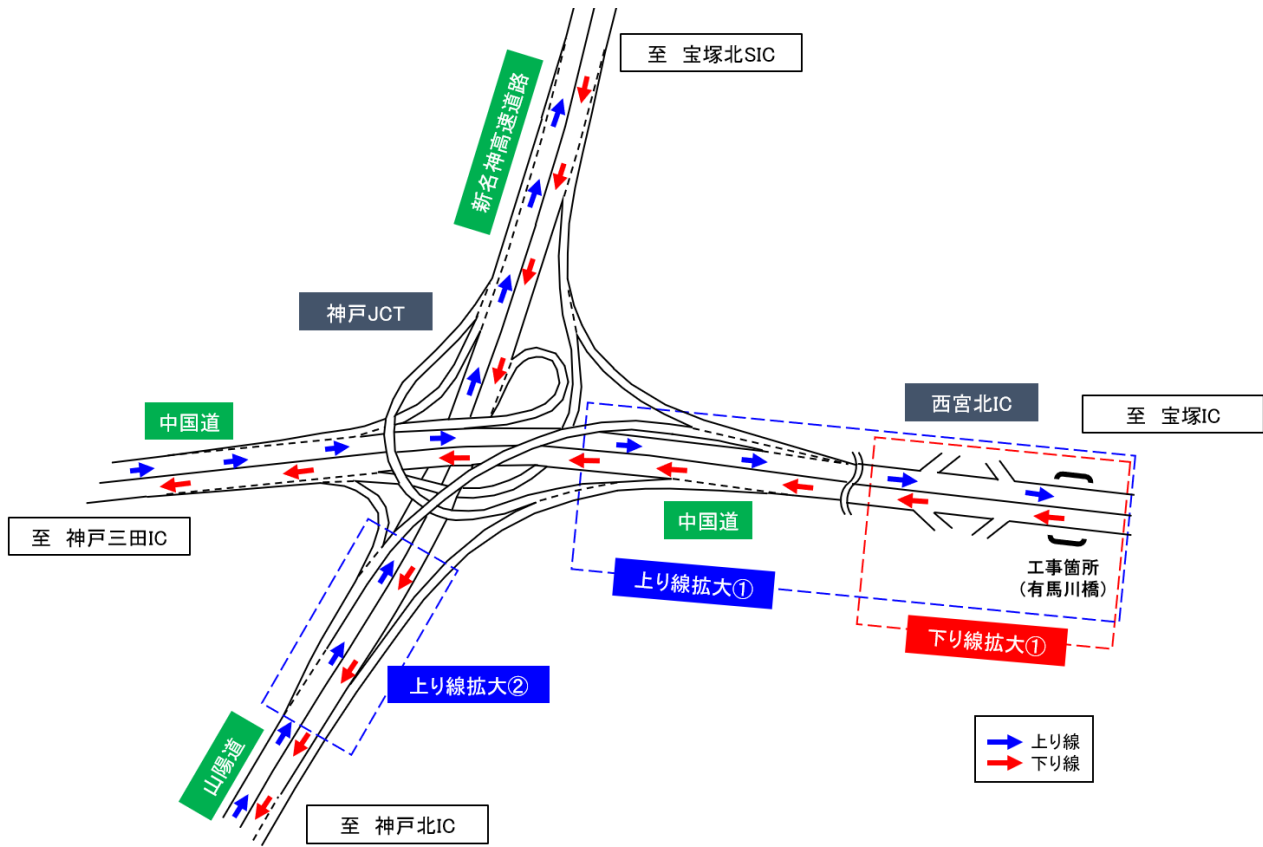 至 宝塚北SIC
新名神高速道路
神戸JCT
西宮北IC
至 宝塚IC
中国道
至 神戸三田IC
中国道
工事箇所
(有馬川橋)
上り線拡大①
下り線拡大①
上り線拡大②
山陽道
上り線
下り線
至 神戸北IC